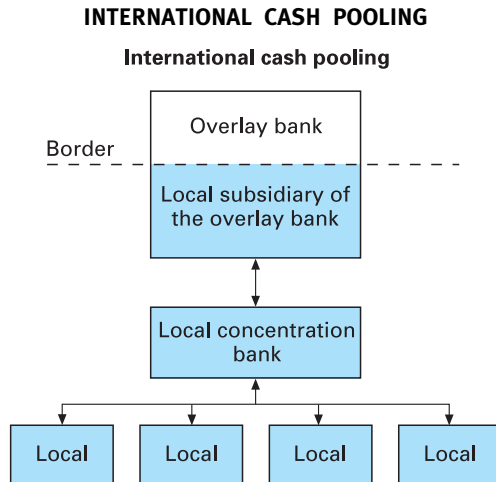 INTERNATIONAL CASH POOLING
International cash pooling
Overlay bank
Border
Local subsidiary of
the overlay bank
Local concentration
bank
Local
Local
Local
Local